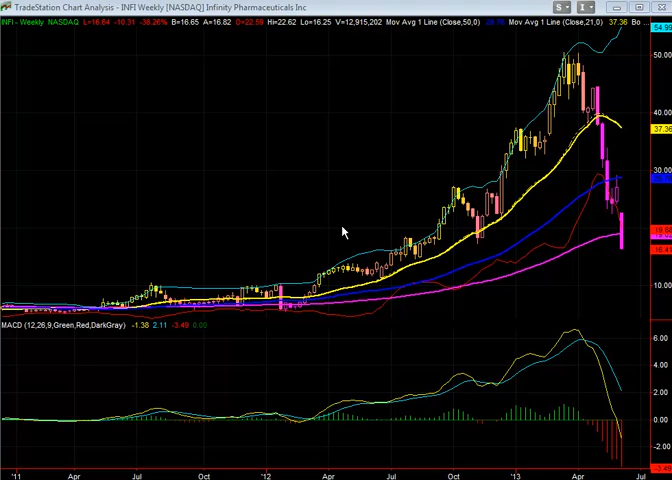 TradeStation Chart Analysis - INFI Weekly [NASDAQ] Infinity Pharmaceuticals Inc
S I
INFI - Weekly NASDAQ L=16.64 -10.31 -38.26% B=16.65 A=16.82 O=22.59 Hi=22.62 Lo=16.25 V=12,915,202 Mov Avg 1 Line (Close,50,0) Mov Avg 1 Line (Close,21,0) 37.36 Bo
54.99
50.00
40.00
37.36
30.00
10.00
MACD (12,26,9,Green,Red,DarkGray) -1.38 2.11 -3.49 0.00
6.00
4.00
2.00
0.00
-3.49
2011 Apr Jul Oct '12 Apr Jul Oct '13 Apr Jul